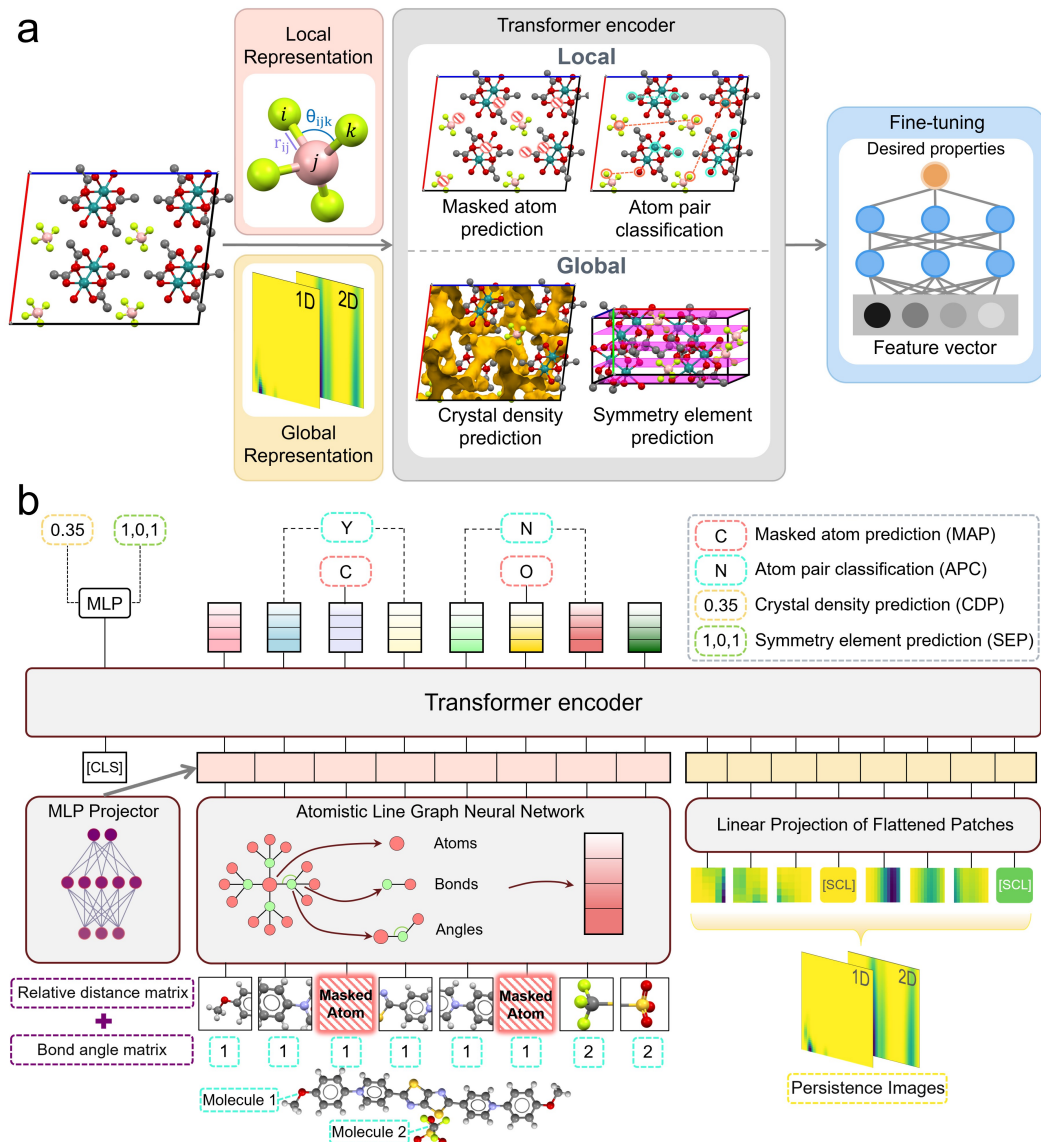 a
Local
Representation
i
θijk
k
rij
j
1D
2D
Global
Representation
Transformer encoder
Local
Masked atom
prediction
Atom pair
classification
Global
Crystal density
prediction
Symmetry element
prediction
Fine-tuning
Desired properties
Feature vector
b
0.35
1,0,1
MLP
Y
C
N
O
C
Masked atom prediction (MAP)
N
Atom pair classification (APC)
0.35
Crystal density prediction (CDP)
1,0,1
Symmetry element prediction (SEP)
Transformer encoder
[CLS]
MLP Projector
Atomistic Line Graph Neural Network
Atoms
Bonds
Angles
Linear Projection of Flattened Patches
[SCL]
[SCL]
1D
2D
Persistence Images
Relative distance matrix
+
Bond angle matrix
Masked
Atom
Masked
Atom
1
1
1
1
1
1
2
2
Molecule 1
Molecule 2